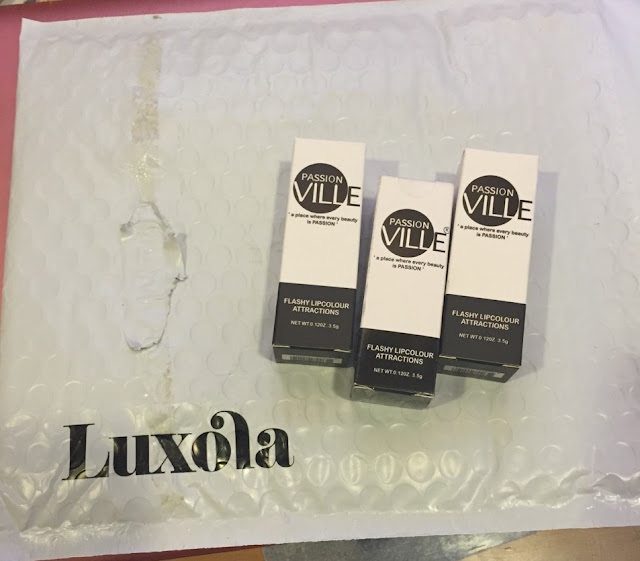 PASSION
VILLE
' a place where every beauty
is PASSION '
FLASHY LIPCOLOUR
ATTRACTIONS
NET WT 0.12OZ. 3.5g
PASSION
VILLE®
' a place where every beauty
is PASSION '
FLASHY LIPCOLOUR
ATTRACTIONS
NET WT 0.12OZ. 3.5g
PASSION
VILLE
' a place where every beauty
is PASSION '
FLASHY LIPCOLOUR
ATTRACTIONS
NET WT 0.12OZ. 3.5g
Luxola